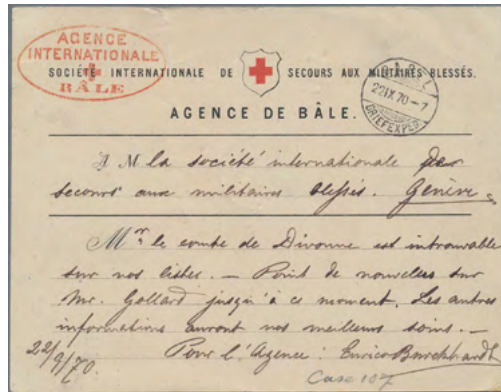 AGENCE
INTERNATIONALE
BÂLE
SOCIÉTÉ INTERNATIONALE DE SECOURS AUX MILITAIRES BLESSÉS.
22 IX 70-7
BRIEFEXPED
AGENCE DE BÂLE.
A M la société internationale de
secours aux militaires blessés. Genève
Mr. le comte de Divonne est introuvable
sur nos listes. — Point de nouvelles sur
Mr. Gollard jusqu'à ce moment. Les autres
informations auront nos meilleurs soins. —
22/9/70.
Pour l'Agence: Enrico Burckhardt
Case 107